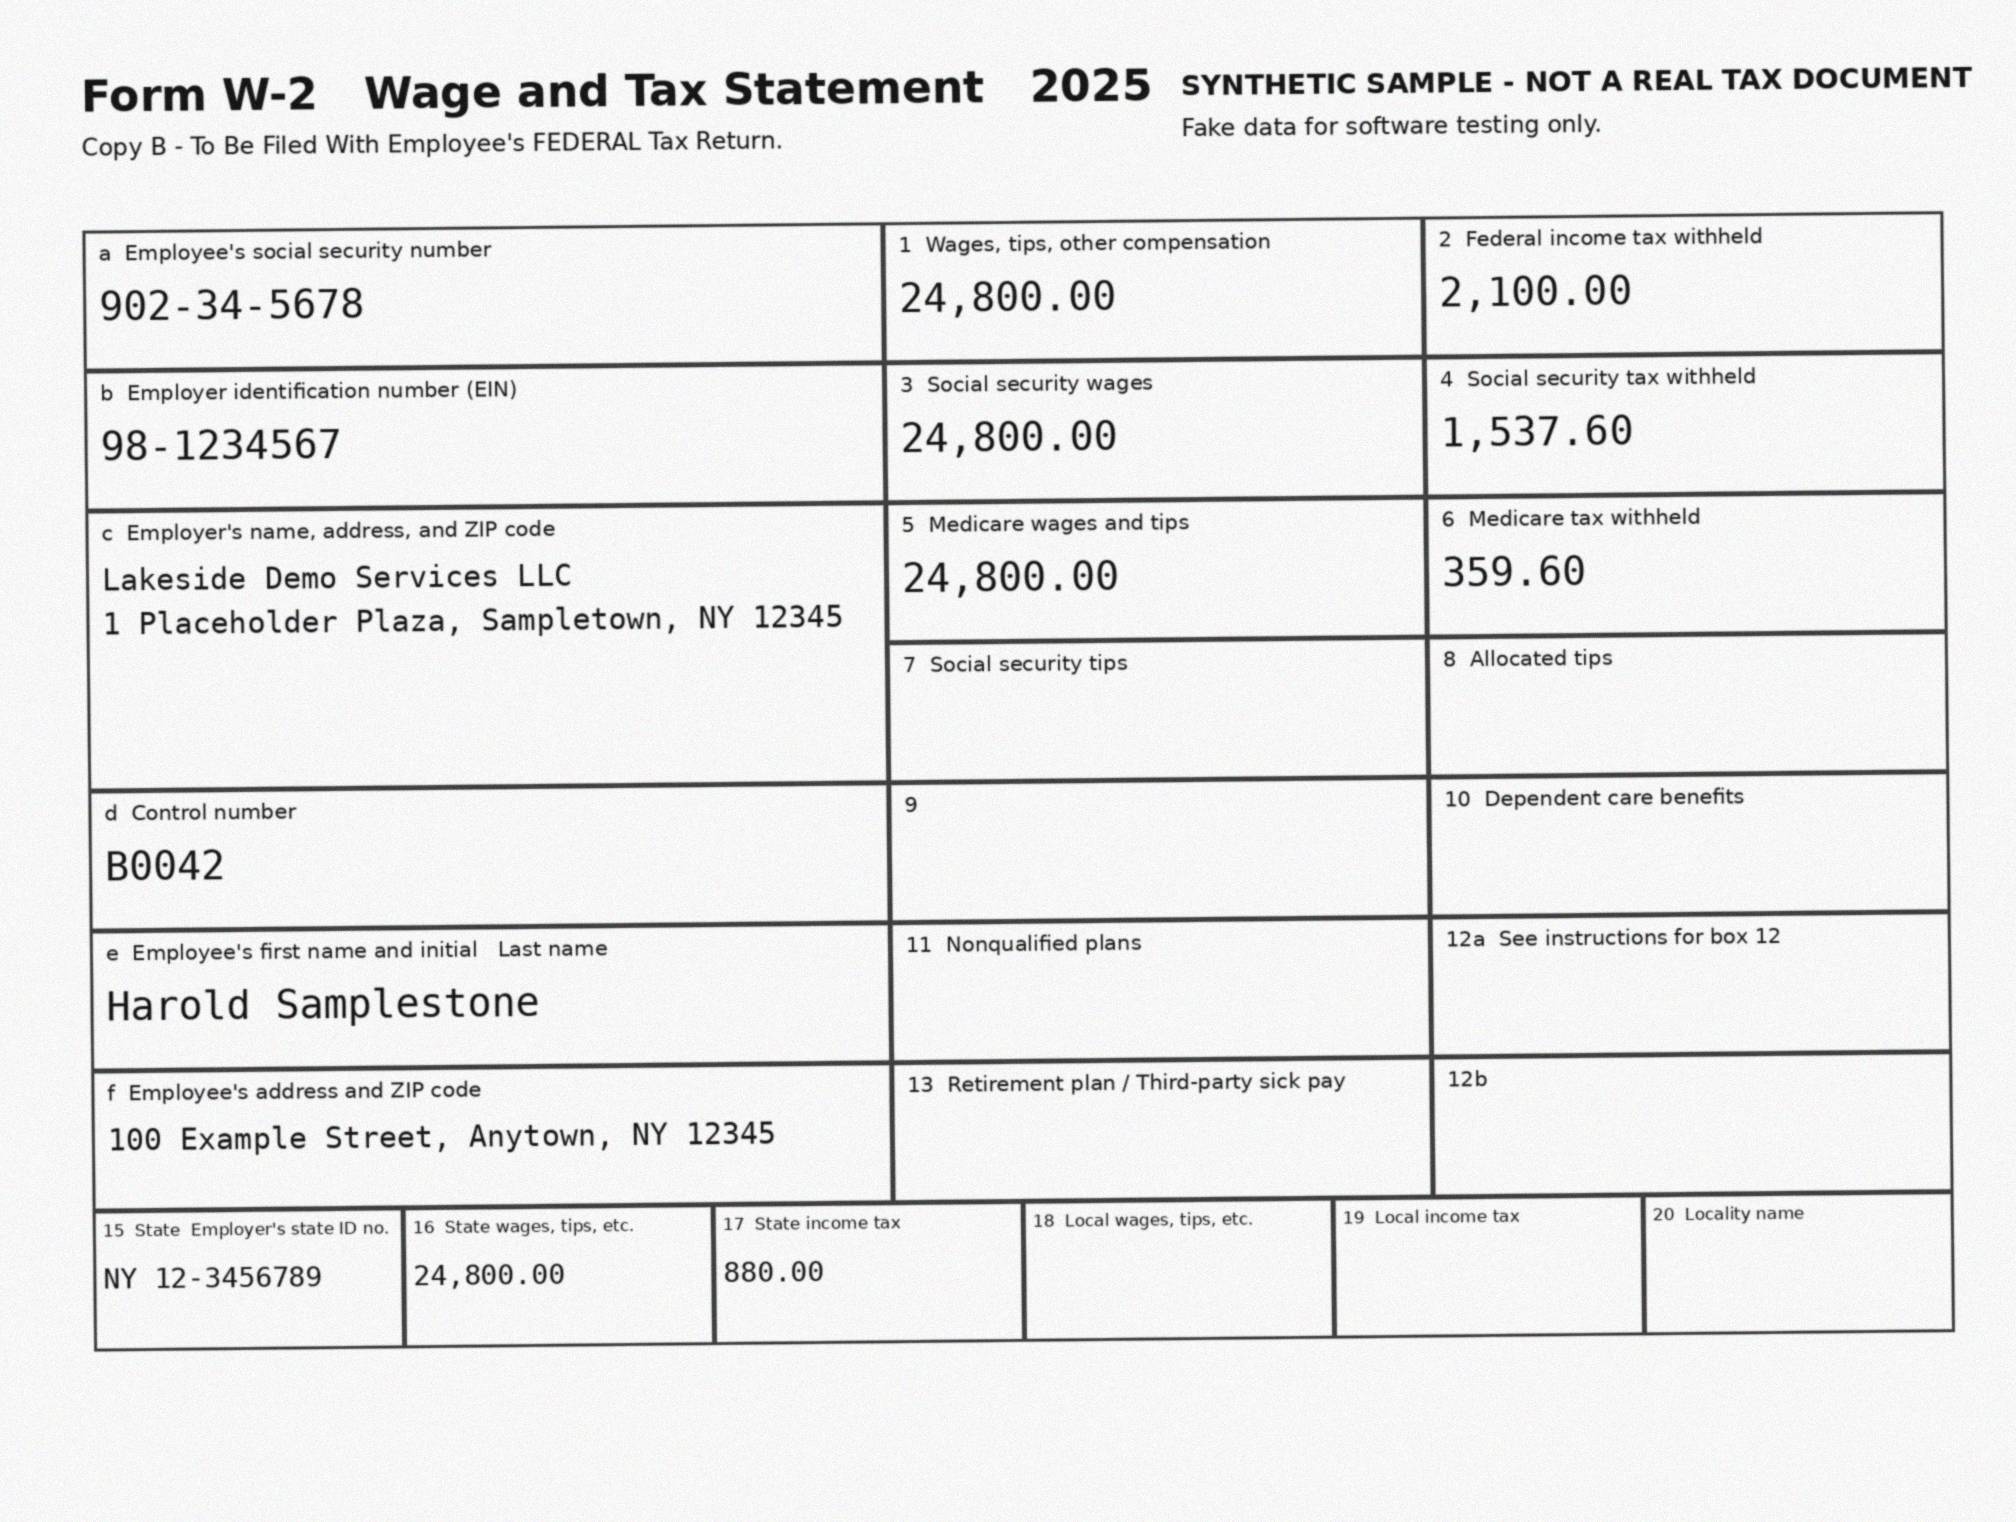 Form W-2 Wage and Tax Statement 2025
SYNTHETIC SAMPLE - NOT A REAL TAX DOCUMENT
Copy B - To Be Filed With Employee's FEDERAL Tax Return.
Fake data for software testing only.
a Employee's social security number
902-34-5678
1 Wages, tips, other compensation
24,800.00
2 Federal income tax withheld
2,100.00
b Employer identification number (EIN)
98-1234567
3 Social security wages
24,800.00
4 Social security tax withheld
1,537.60
c Employer's name, address, and ZIP code
Lakeside Demo Services LLC
1 Placeholder Plaza, Sampletown, NY 12345
5 Medicare wages and tips
24,800.00
6 Medicare tax withheld
359.60
7 Social security tips
8 Allocated tips
d Control number
B0042
9
10 Dependent care benefits
e Employee's first name and initial Last name
Harold Samplestone
11 Nonqualified plans
12a See instructions for box 12
f Employee's address and ZIP code
100 Example Street, Anytown, NY 12345
13 Retirement plan / Third-party sick pay
12b
15 State Employer's state ID no.
NY 12-3456789
16 State wages, tips, etc.
24,800.00
17 State income tax
880.00
18 Local wages, tips, etc.
19 Local income tax
20 Locality name